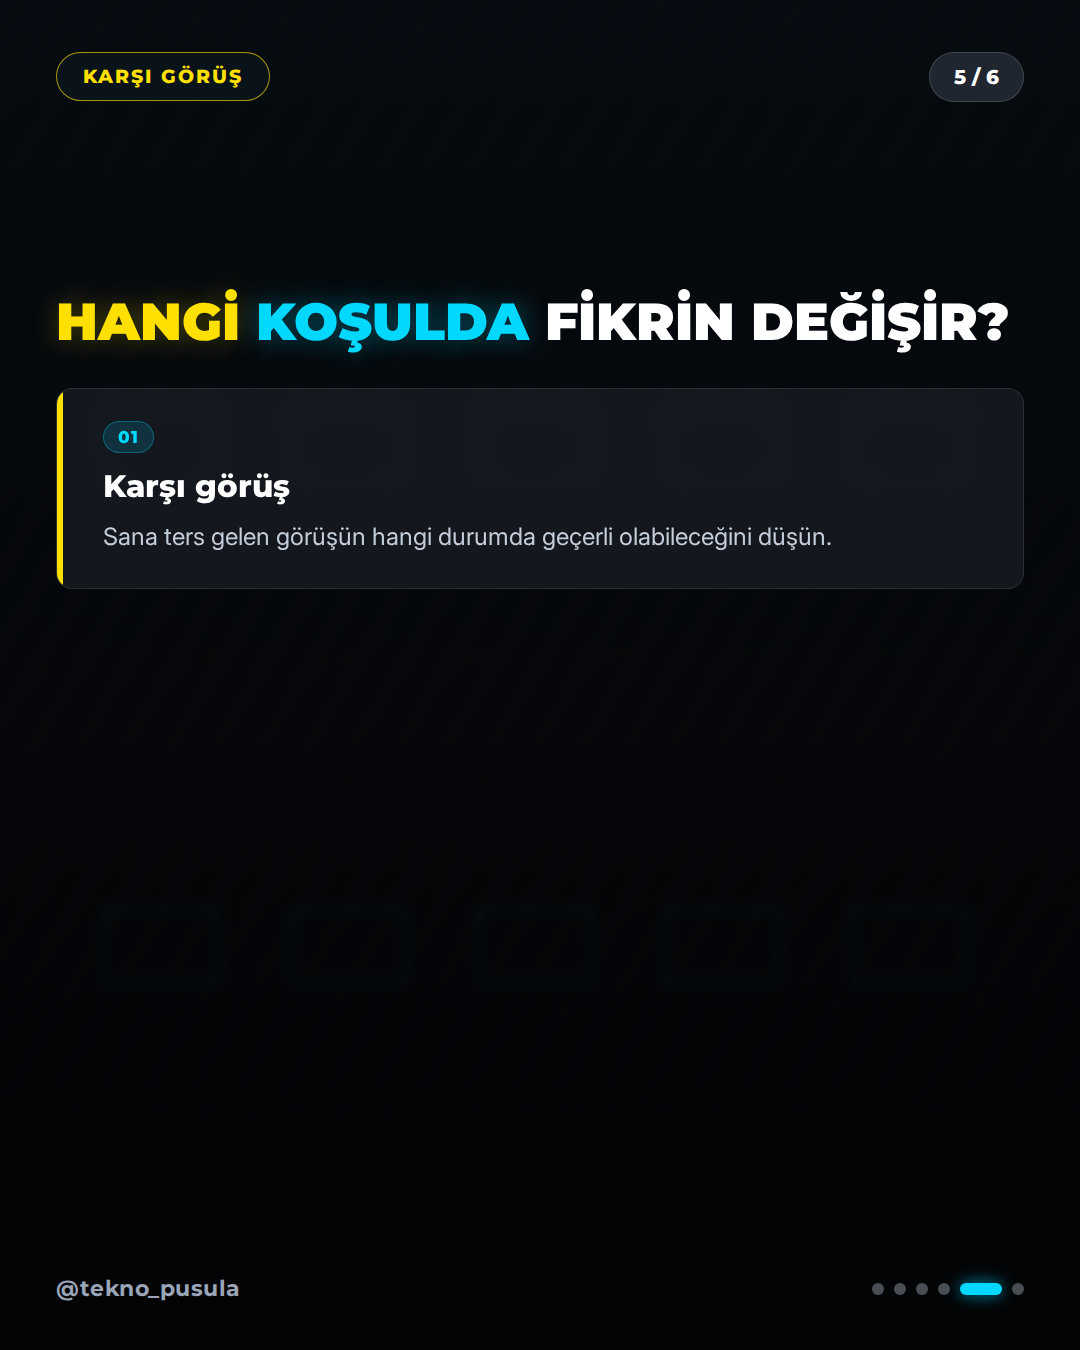 KARŞI GÖRÜŞ
5 / 6
HANGİ KOŞULDA FİKRİN DEĞİŞİR?
01
Karşı görüş
Sana ters gelen görüşün hangi durumda geçerli olabileceğini düşün.
@tekno_pusula